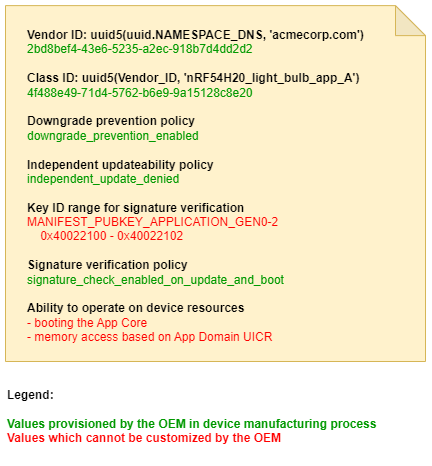 Vendor ID: uuid5(uuid.NAMESPACE_DNS, 'acmecorp.com')
2bd8bef4-43e6-5235-a2ec-918b7d4dd2d2
Class ID: uuid5(Vendor_ID, 'nRF54H20_light_bulb_app_A')
4f488e49-71d4-5762-b6e9-9a15128c8e20
Downgrade prevention policy
downgrade_prevention_enabled
Independent updateability policy
independent_update_denied
Key ID range for signature verification
MANIFEST_PUBKEY_APPLICATION_GEN0-2
0x40022100 - 0x40022102
Signature verification policy
signature_check_enabled_on_update_and_boot
Ability to operate on device resources
- booting the App Core
- memory access based on App Domain UICR
Legend:
Values provisioned by the OEM in device manufacturing process
Values which cannot be customized by the OEM